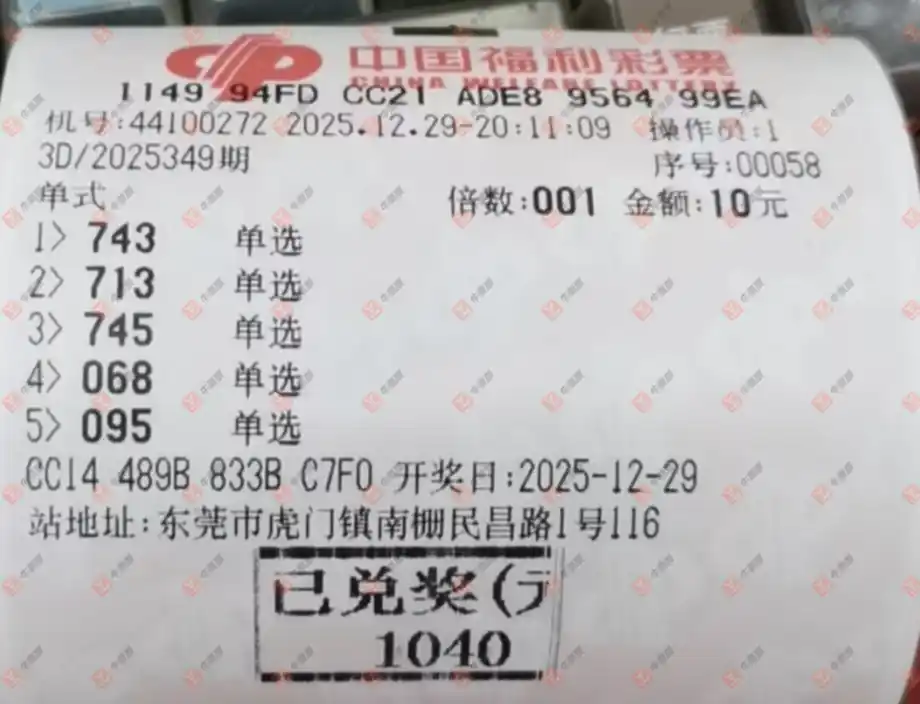 中国福利彩票
CHINA WELFARE LOTTERY
1149 94FD CC21 ADE8 9564 99EA
机号:44100272 2025.12.29-20:11:09 操作员:1
3D/2025349期 序号:00058
单式 倍数:001 金额:10元
1> 743 单选
2> 713 单选
3> 745 单选
4> 068 单选
5> 095 单选
CC14 489B 833B C7F0 开奖日:2025-12-29
站地址:东莞市虎门镇南栅民昌路1号116
已兑奖(元
1040